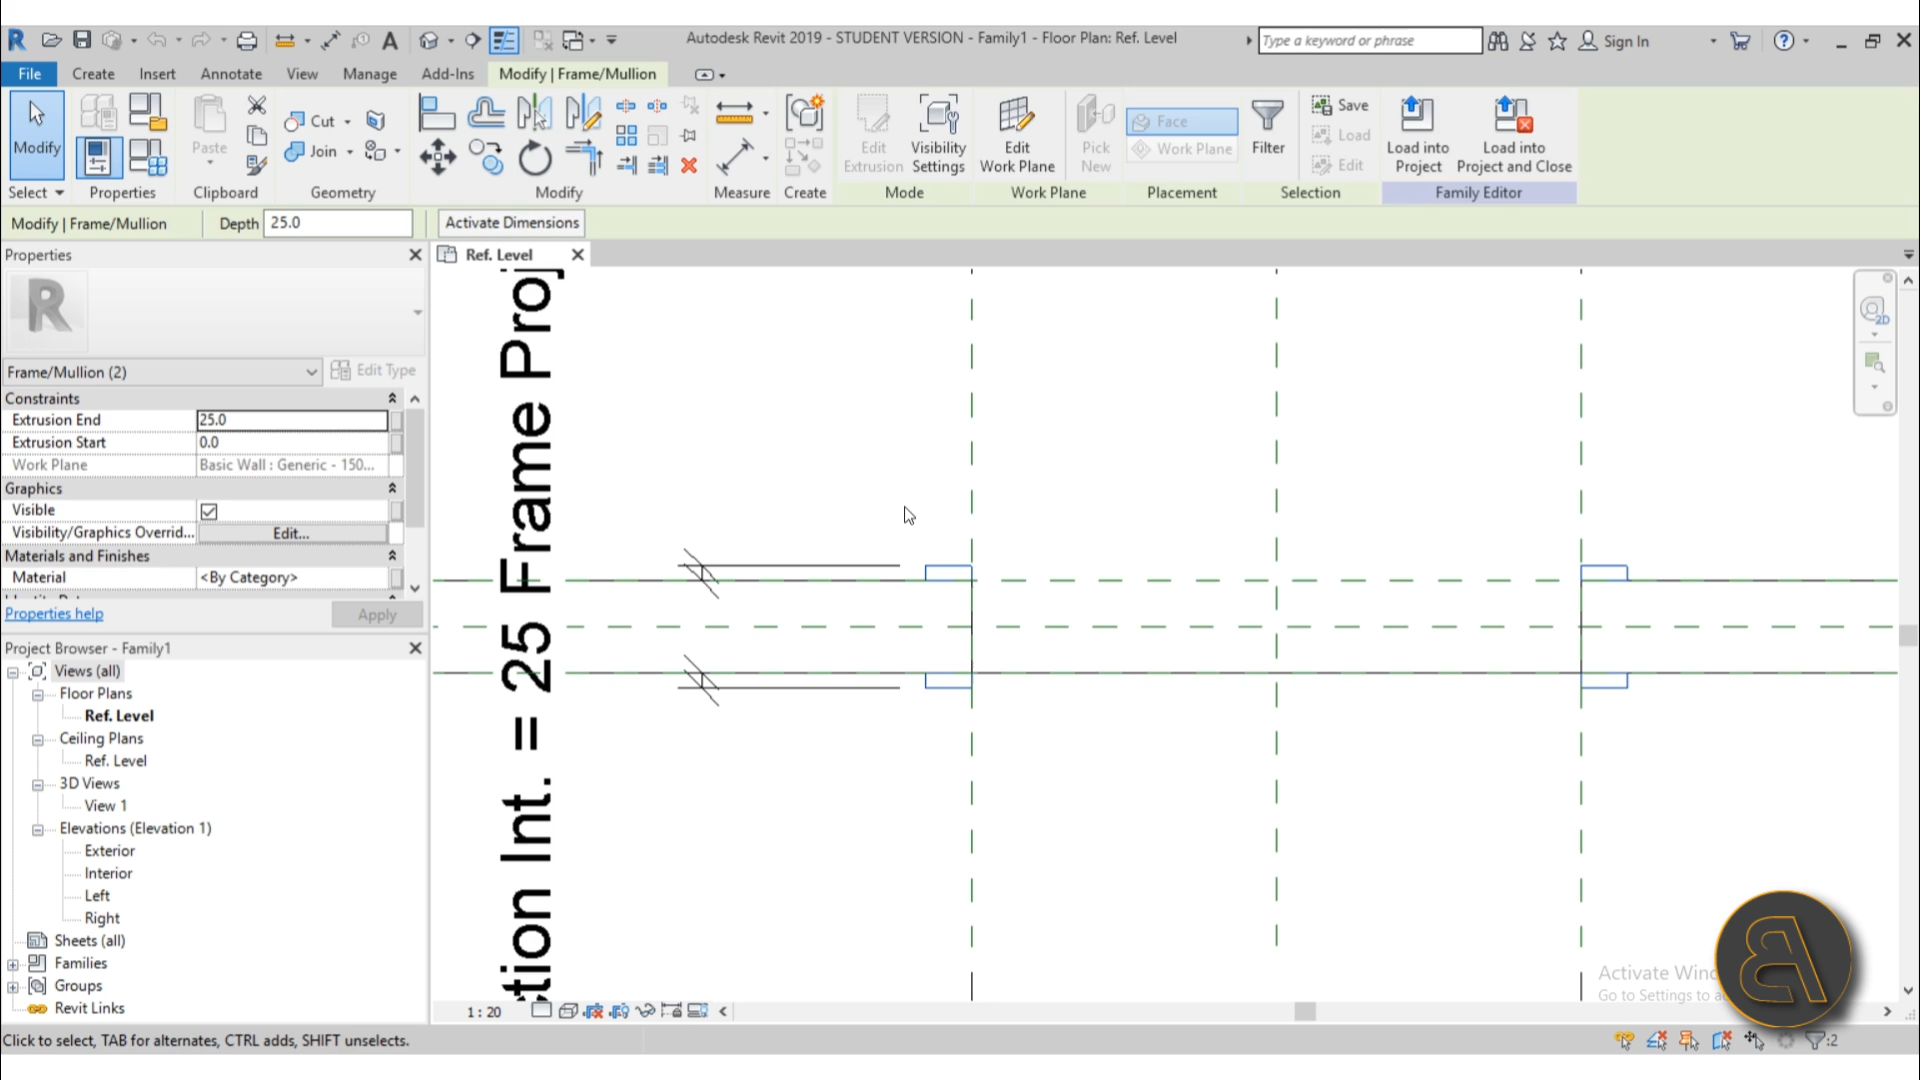 Autodesk Revit 2019 - STUDENT VERSION - Family1 - Floor Plan: Ref. Level
Type a keyword or phrase
Sign In
File
Create
Insert
Annotate
View
Manage
Add-Ins
Modify | Frame/Mullion
Modify
Paste
Cut
Join
Edit
Extrusion
Visibility
Settings
Edit
Work Plane
Pick
New
Face
Work Plane
Filter
Save
Load
Edit
Load into
Project
Load into
Project and Close
Select
Properties
Clipboard
Geometry
Modify
Measure
Create
Mode
Work Plane
Placement
Selection
Family Editor
Modify | Frame/Mullion
Depth
25.0
Activate Dimensions
Properties
Ref. Level
Frame/Mullion (2)
Edit Type
Constraints
Extrusion End
25.0
Extrusion Start
0.0
Work Plane
Basic Wall : Generic - 150...
Graphics
Visible
Visibility/Graphics Overrid...
Edit...
Materials and Finishes
Material
<By Category>
Properties help
Apply
Project Browser - Family1
Views (all)
Floor Plans
Ref. Level
Ceiling Plans
Ref. Level
3D Views
View 1
Elevations (Elevation 1)
Exterior
Interior
Left
Right
Sheets (all)
Families
Groups
Revit Links
tion Int. = 25 Frame Proj
2D
Activate Wind
Go to Settings to a
1 : 20
Click to select, TAB for alternates, CTRL adds, SHIFT unselects.
:2